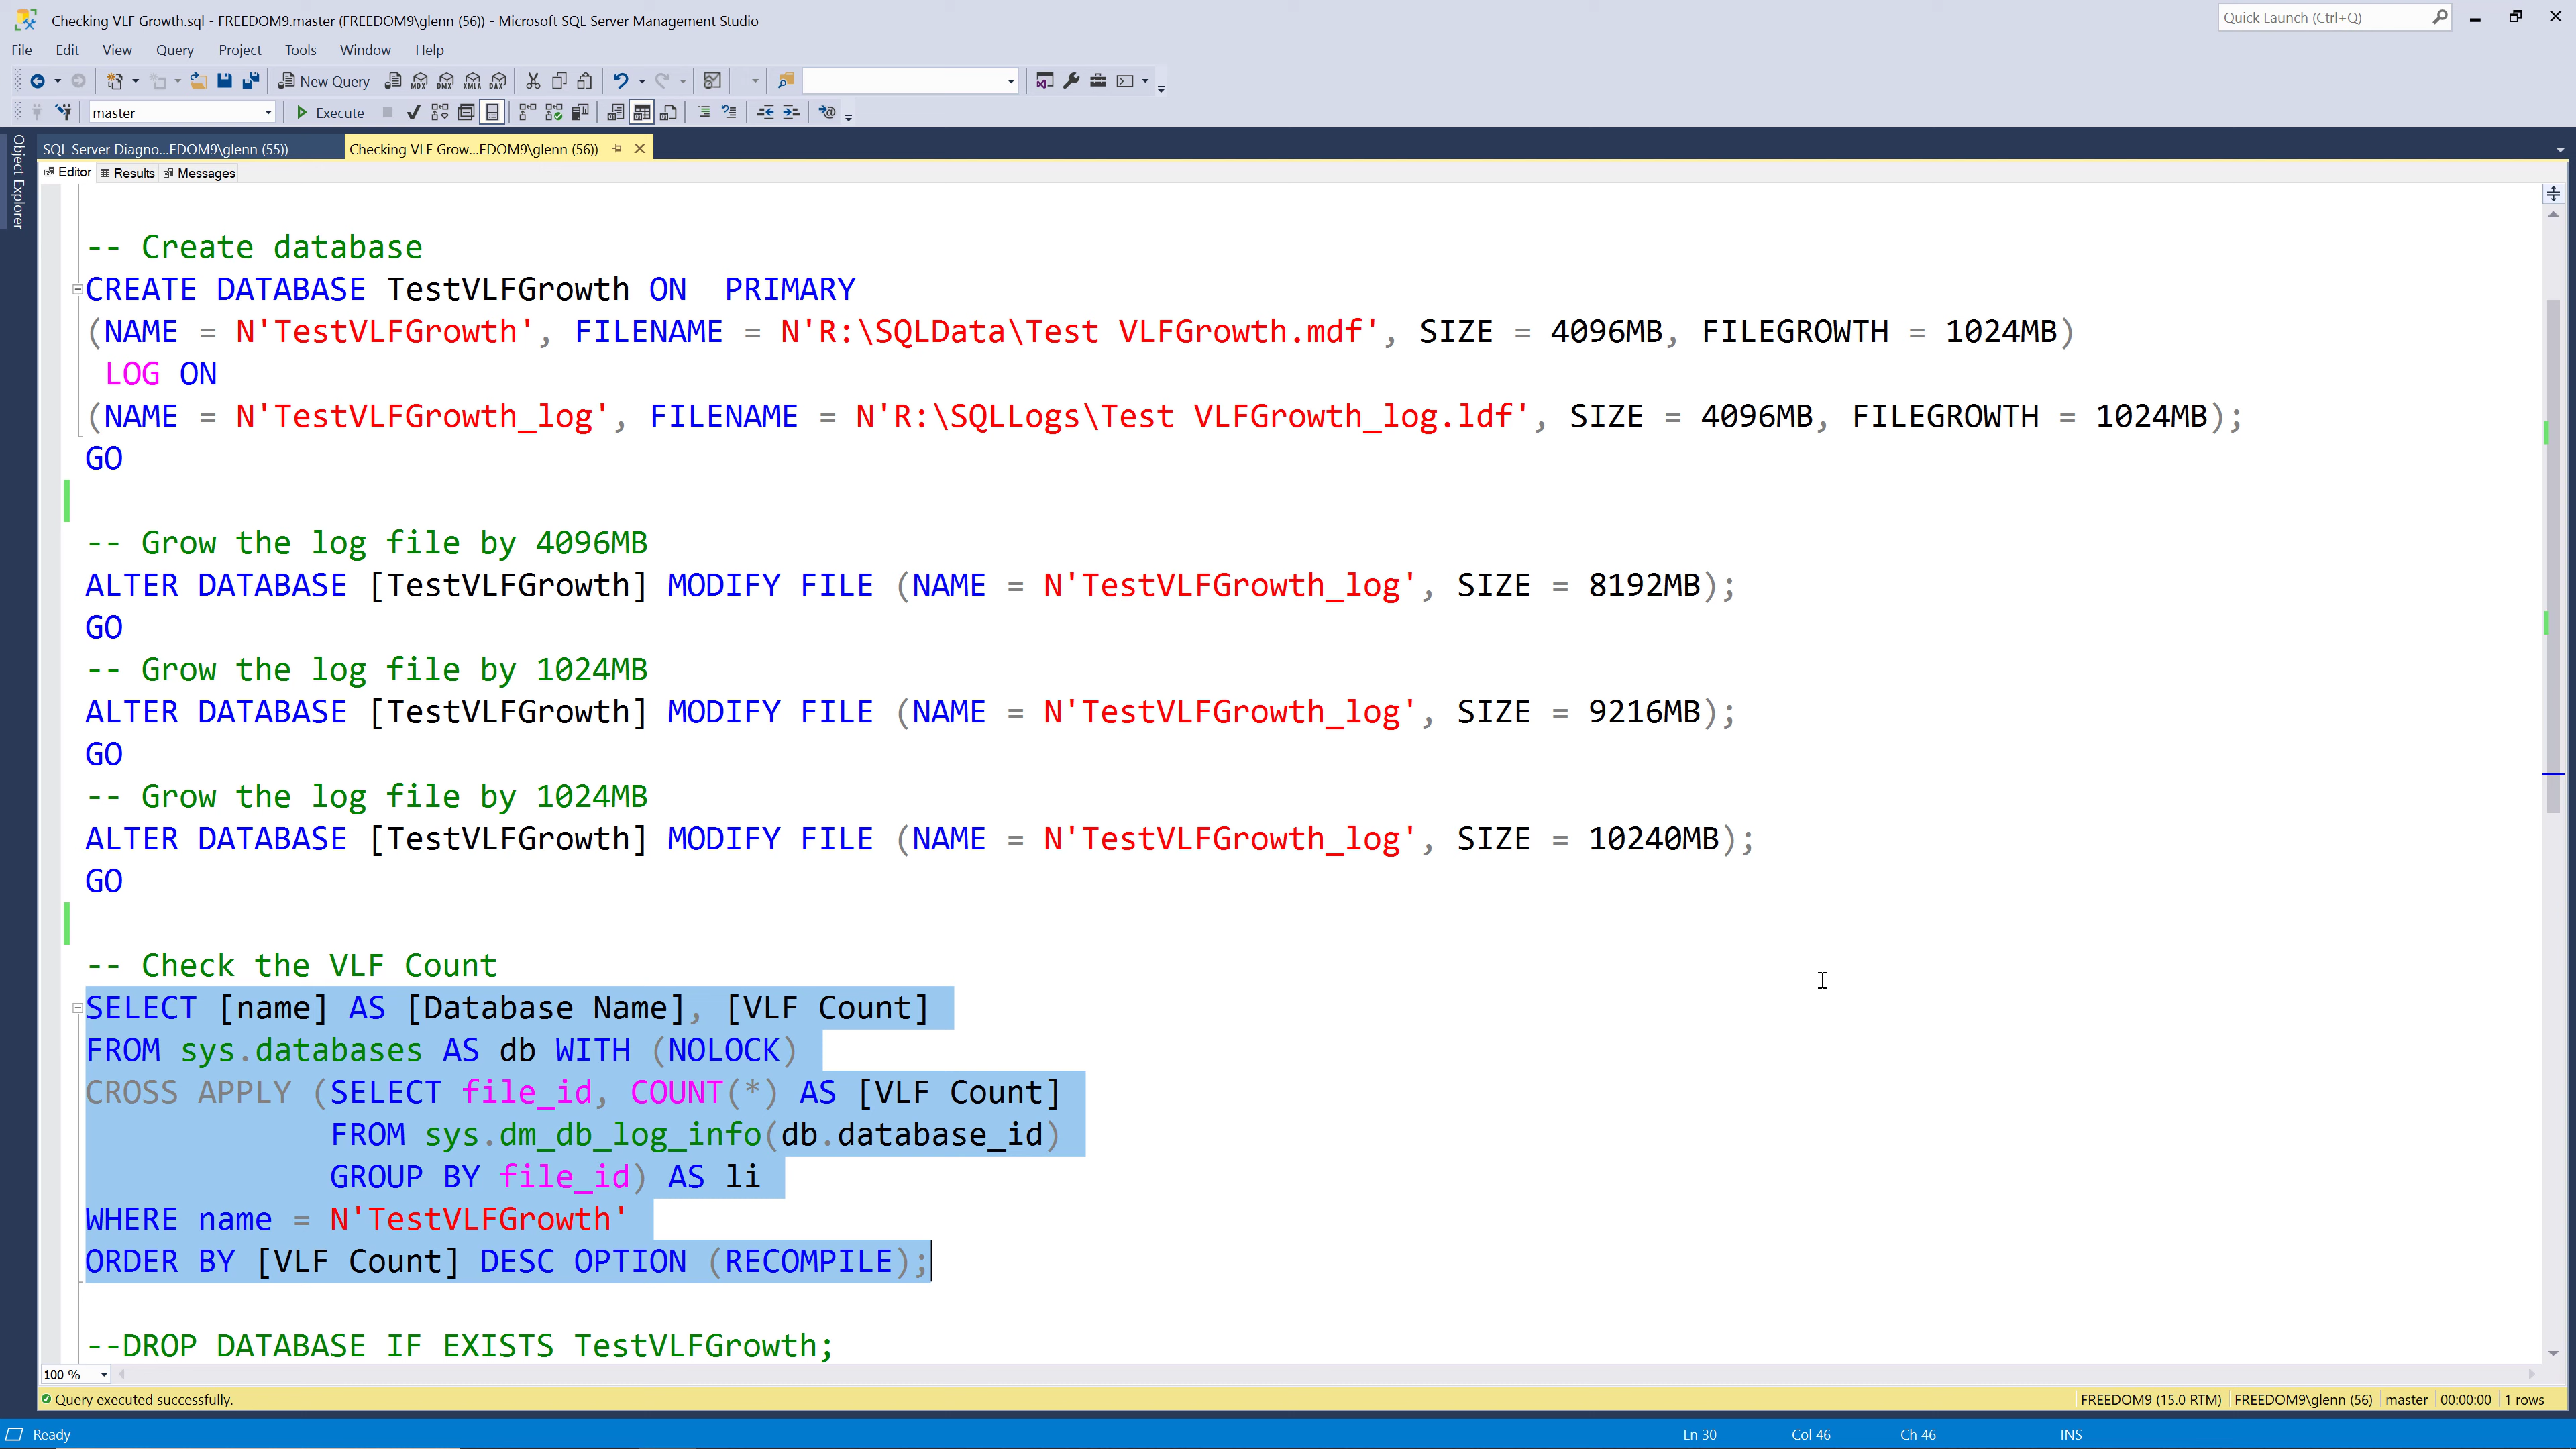 Checking VLF Growth.sql - FREEDOM9.master (FREEDOM9\glenn (56)) - Microsoft SQL Server Management Studio
Quick Launch (Ctrl+Q)
File Edit View Query Project Tools Window Help
New Query MDX DMX XMLA DAX
master Execute
Object Explorer
SQL Server Diagno...EDOM9\glenn (55)) Checking VLF Grow...EDOM9\glenn (56))
Editor Results Messages
-- Create database
CREATE DATABASE TestVLFGrowth ON  PRIMARY
(NAME = N'TestVLFGrowth', FILENAME = N'R:\SQLData\Test VLFGrowth.mdf', SIZE = 4096MB, FILEGROWTH = 1024MB)
LOG ON
(NAME = N'TestVLFGrowth_log', FILENAME = N'R:\SQLLogs\Test VLFGrowth_log.ldf', SIZE = 4096MB, FILEGROWTH = 1024MB);
GO
-- Grow the log file by 4096MB
ALTER DATABASE [TestVLFGrowth] MODIFY FILE (NAME = N'TestVLFGrowth_log', SIZE = 8192MB);
GO
-- Grow the log file by 1024MB
ALTER DATABASE [TestVLFGrowth] MODIFY FILE (NAME = N'TestVLFGrowth_log', SIZE = 9216MB);
GO
-- Grow the log file by 1024MB
ALTER DATABASE [TestVLFGrowth] MODIFY FILE (NAME = N'TestVLFGrowth_log', SIZE = 10240MB);
GO
-- Check the VLF Count
SELECT [name] AS [Database Name], [VLF Count]
FROM sys.databases AS db WITH (NOLOCK)
CROSS APPLY (SELECT file_id, COUNT(*) AS [VLF Count]
FROM sys.dm_db_log_info(db.database_id)
GROUP BY file_id) AS li
WHERE name = N'TestVLFGrowth'
ORDER BY [VLF Count] DESC OPTION (RECOMPILE);
--DROP DATABASE IF EXISTS TestVLFGrowth;
100 %
Query executed successfully. FREEDOM9 (15.0 RTM) FREEDOM9\glenn (56) master 00:00:00 1 rows
Ready Ln 30 Col 46 Ch 46 INS